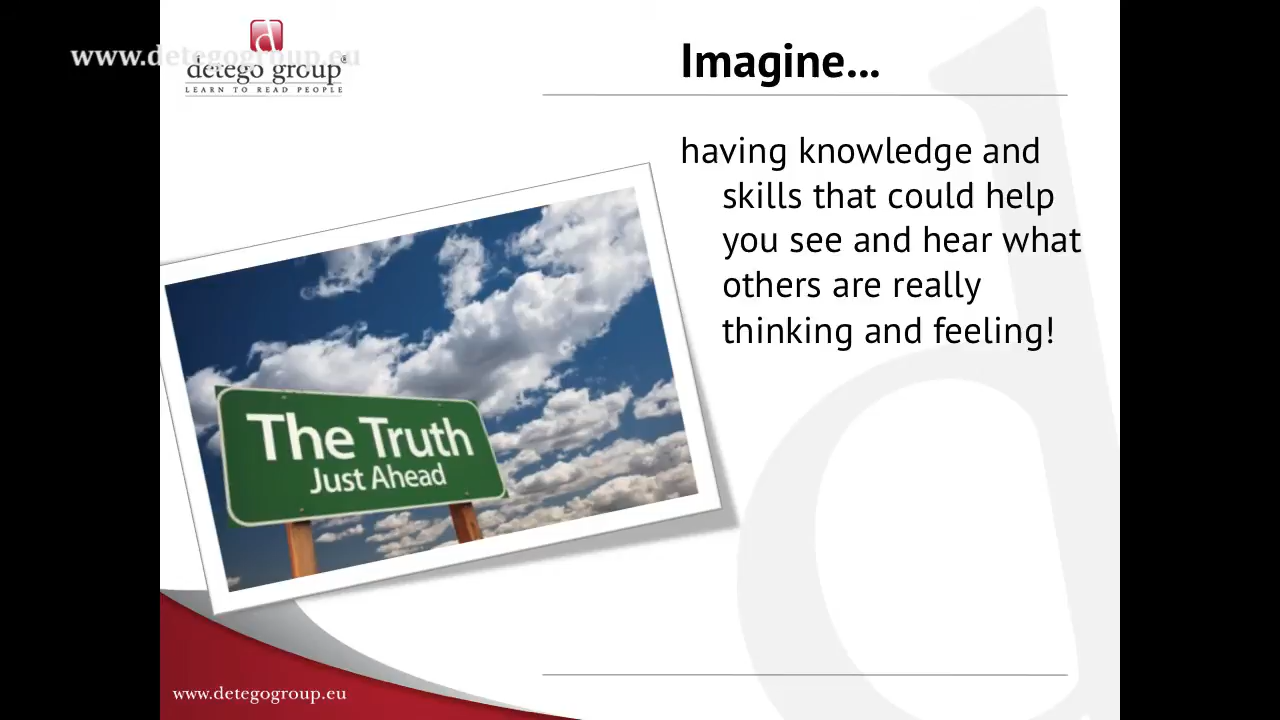 www.detegogroup.eu
detego group®
LEARN TO READ PEOPLE
Imagine...
having knowledge and
skills that could help
you see and hear what
others are really
thinking and feeling!
The Truth
Just Ahead
www.detegogroup.eu